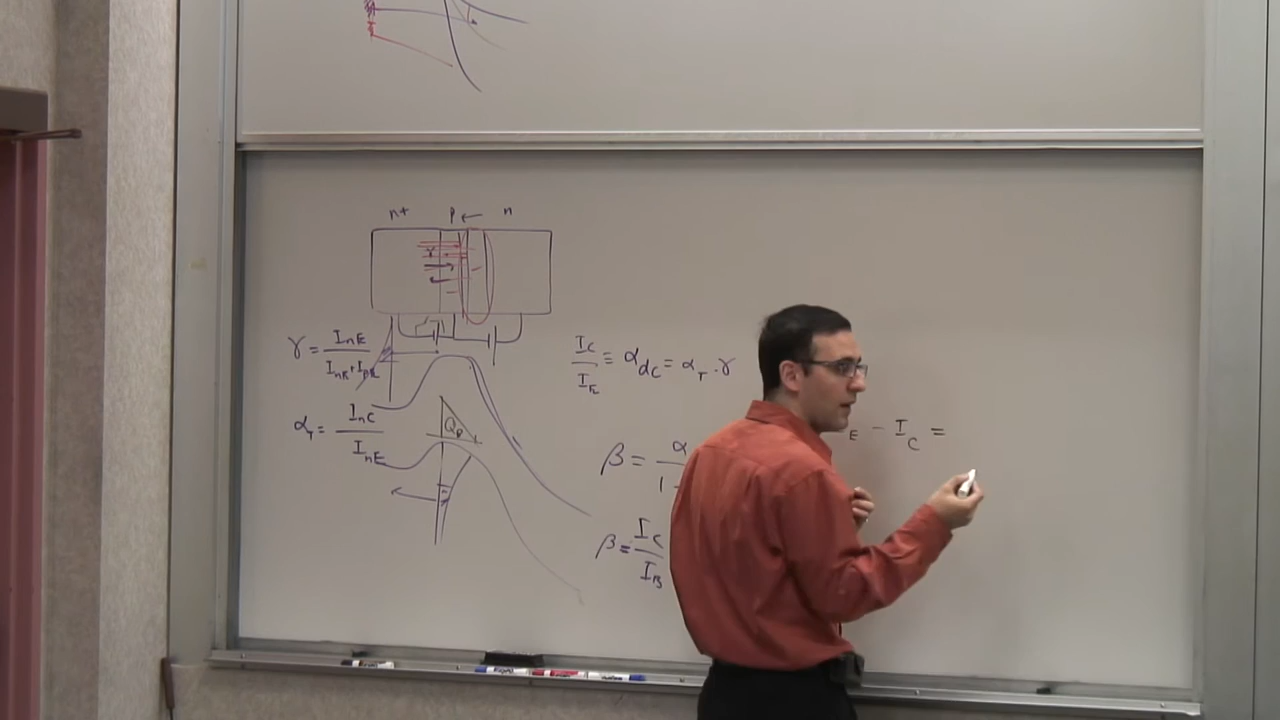 n+ p ← n
γ
γ = InE / (InE + IpE)
IC / IE ≡ αdC = αT · γ
αT = InC / InE
QB
E − IC =
β = α / 1 -
β = IC / IB